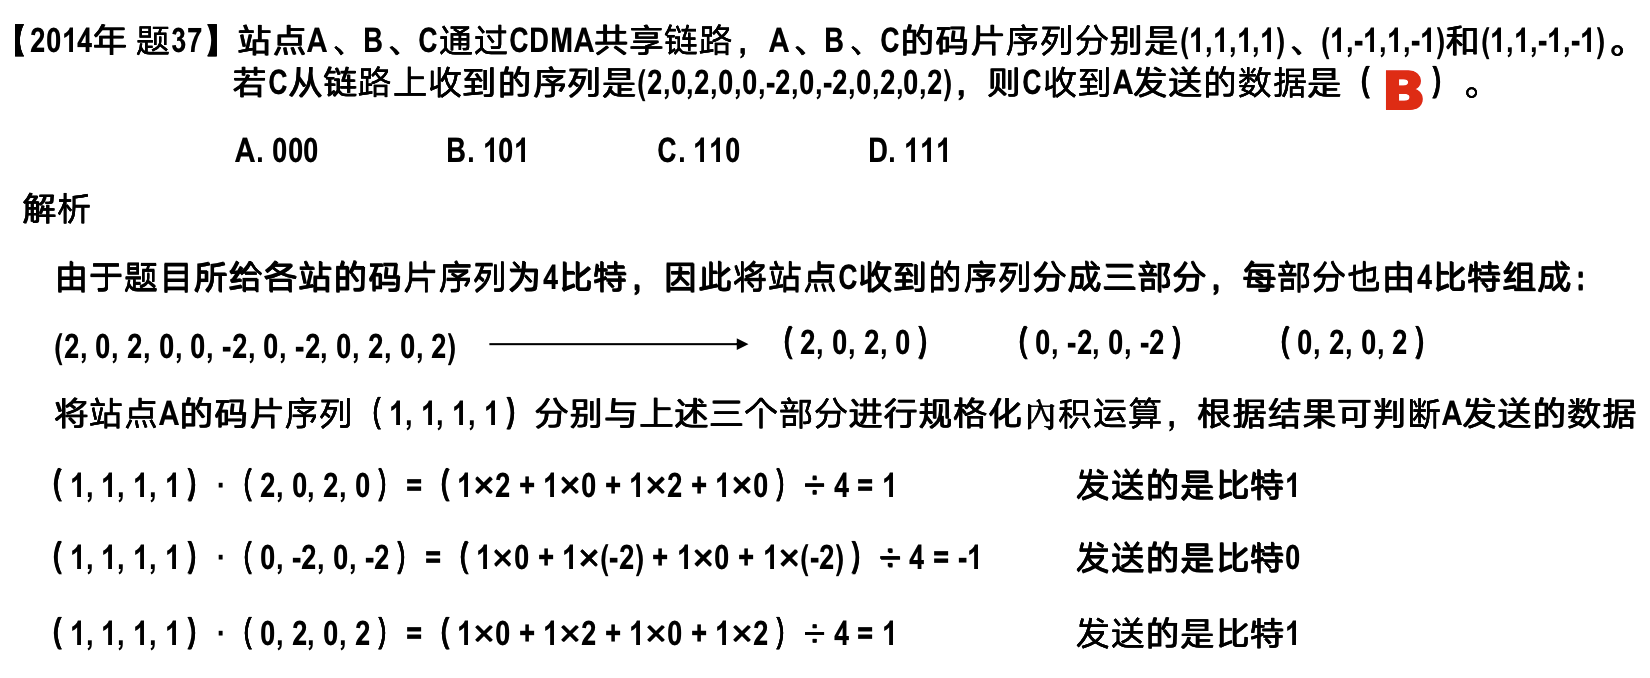 【2014年 题37】站点A、B、C通过CDMA共享链路，A、B、C的码片序列分别是(1,1,1,1)、(1,-1,1,-1)和(1,1,-1,-1)。
若C从链路上收到的序列是(2,0,2,0,0,-2,0,-2,0,2,0,2)，则C收到A发送的数据是（ B ）。
A. 000 B. 101 C. 110 D. 111
解析
由于题目所给各站的码片序列为4比特，因此将站点C收到的序列分成三部分，每部分也由4比特组成：
(2, 0, 2, 0, 0, -2, 0, -2, 0, 2, 0, 2) （2, 0, 2, 0） （0, -2, 0, -2） （0, 2, 0, 2）
将站点A的码片序列（1, 1, 1, 1）分别与上述三个部分进行规格化内积运算，根据结果可判断A发送的数据
（1, 1, 1, 1）·（2, 0, 2, 0）=（1×2 + 1×0 + 1×2 + 1×0）÷ 4 = 1 发送的是比特1
（1, 1, 1, 1）·（0, -2, 0, -2）=（1×0 + 1×(-2) + 1×0 + 1×(-2)）÷ 4 = -1 发送的是比特0
（1, 1, 1, 1）·（0, 2, 0, 2）=（1×0 + 1×2 + 1×0 + 1×2）÷ 4 = 1 发送的是比特1